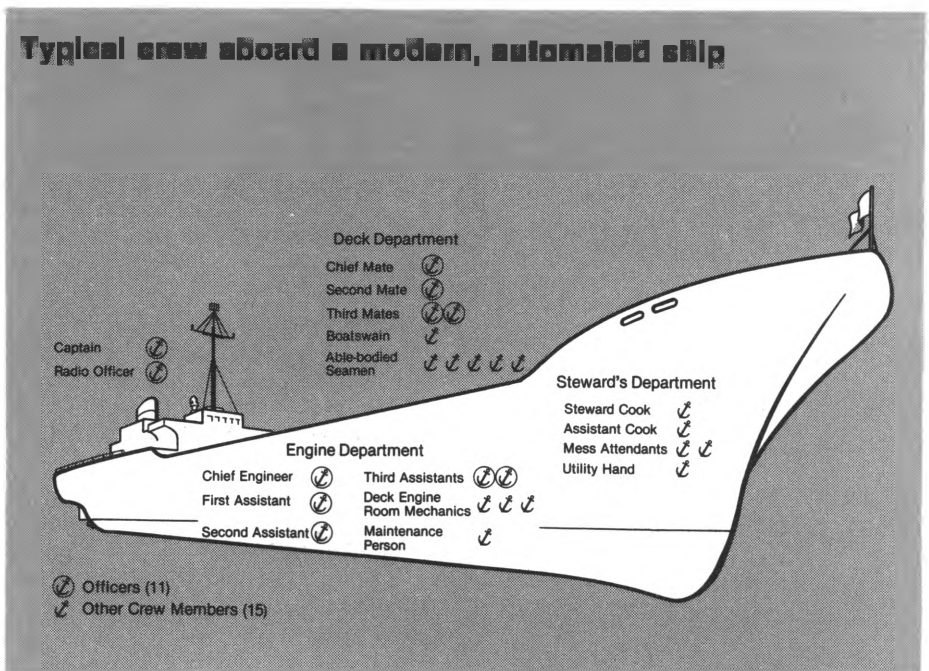 Typical crew aboard a modern, automated ship
Captain
Radio Officer
Deck Department
Chief Mate
Second Mate
Third Mates
Boatswain
Able-bodied
Seamen
Engine Department
Chief Engineer
First Assistant
Second Assistant
Third Assistants
Deck Engine
Room Mechanics
Maintenance
Person
Steward's Department
Steward Cook
Assistant Cook
Mess Attendants
Utility Hand
Officers (11)
Other Crew Members (15)